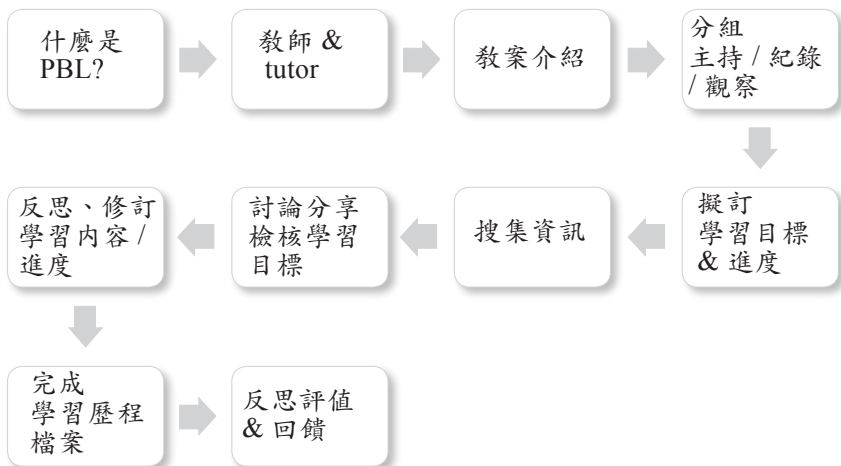 什麼是
PBL?
教師 &
tutor
教案介紹
分組
主持 / 紀錄
/ 觀察
擬訂
學習目標
& 進度
搜集資訊
討論分享
檢核學習
目標
反思、修訂
學習內容 /
進度
完成
學習歷程
檔案
反思評值
& 回饋